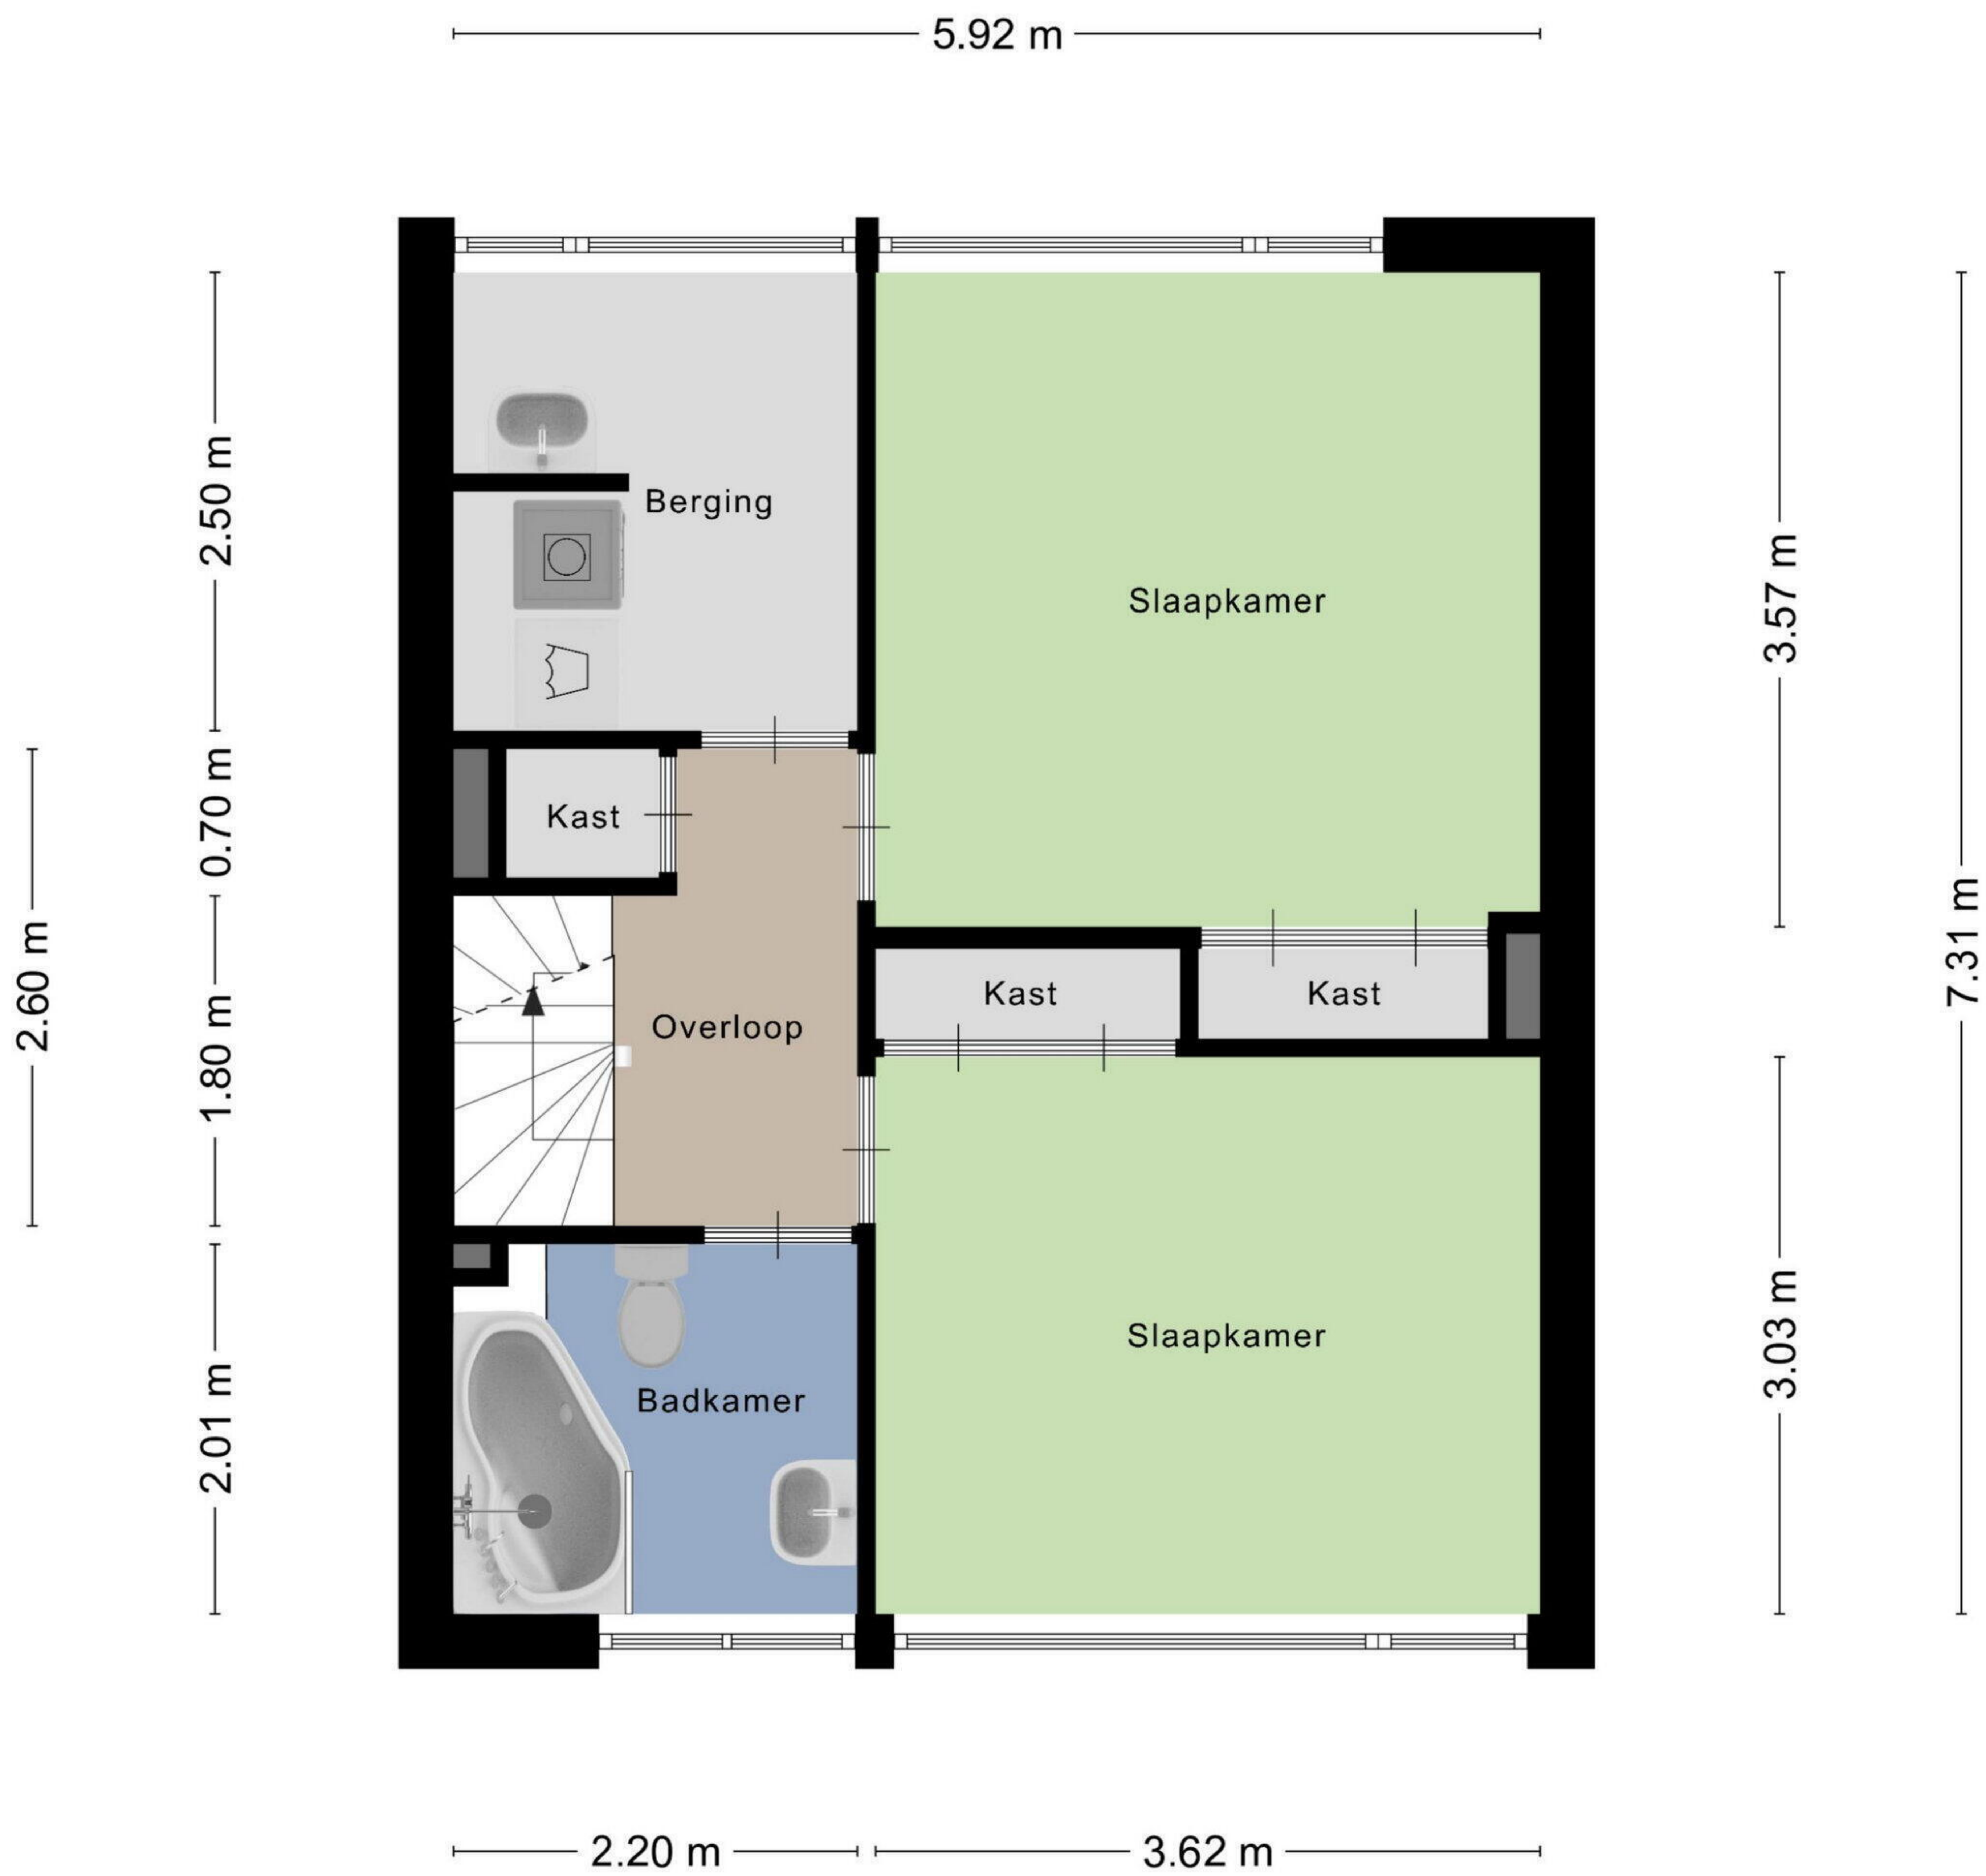 5.92 m
2.50 m
Berging
Slaapkamer
3.57 m
0.70 m
Kast
2.60 m
1.80 m
Overloop
Kast
Kast
7.31 m
2.01 m
Badkamer
Slaapkamer
3.03 m
2.20 m
3.62 m